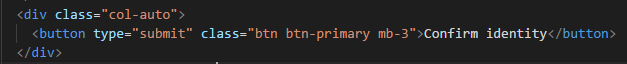 <div class="col-auto">
<button type="submit" class="btn btn-primary mb-3">Confirm identity</button>
</div>